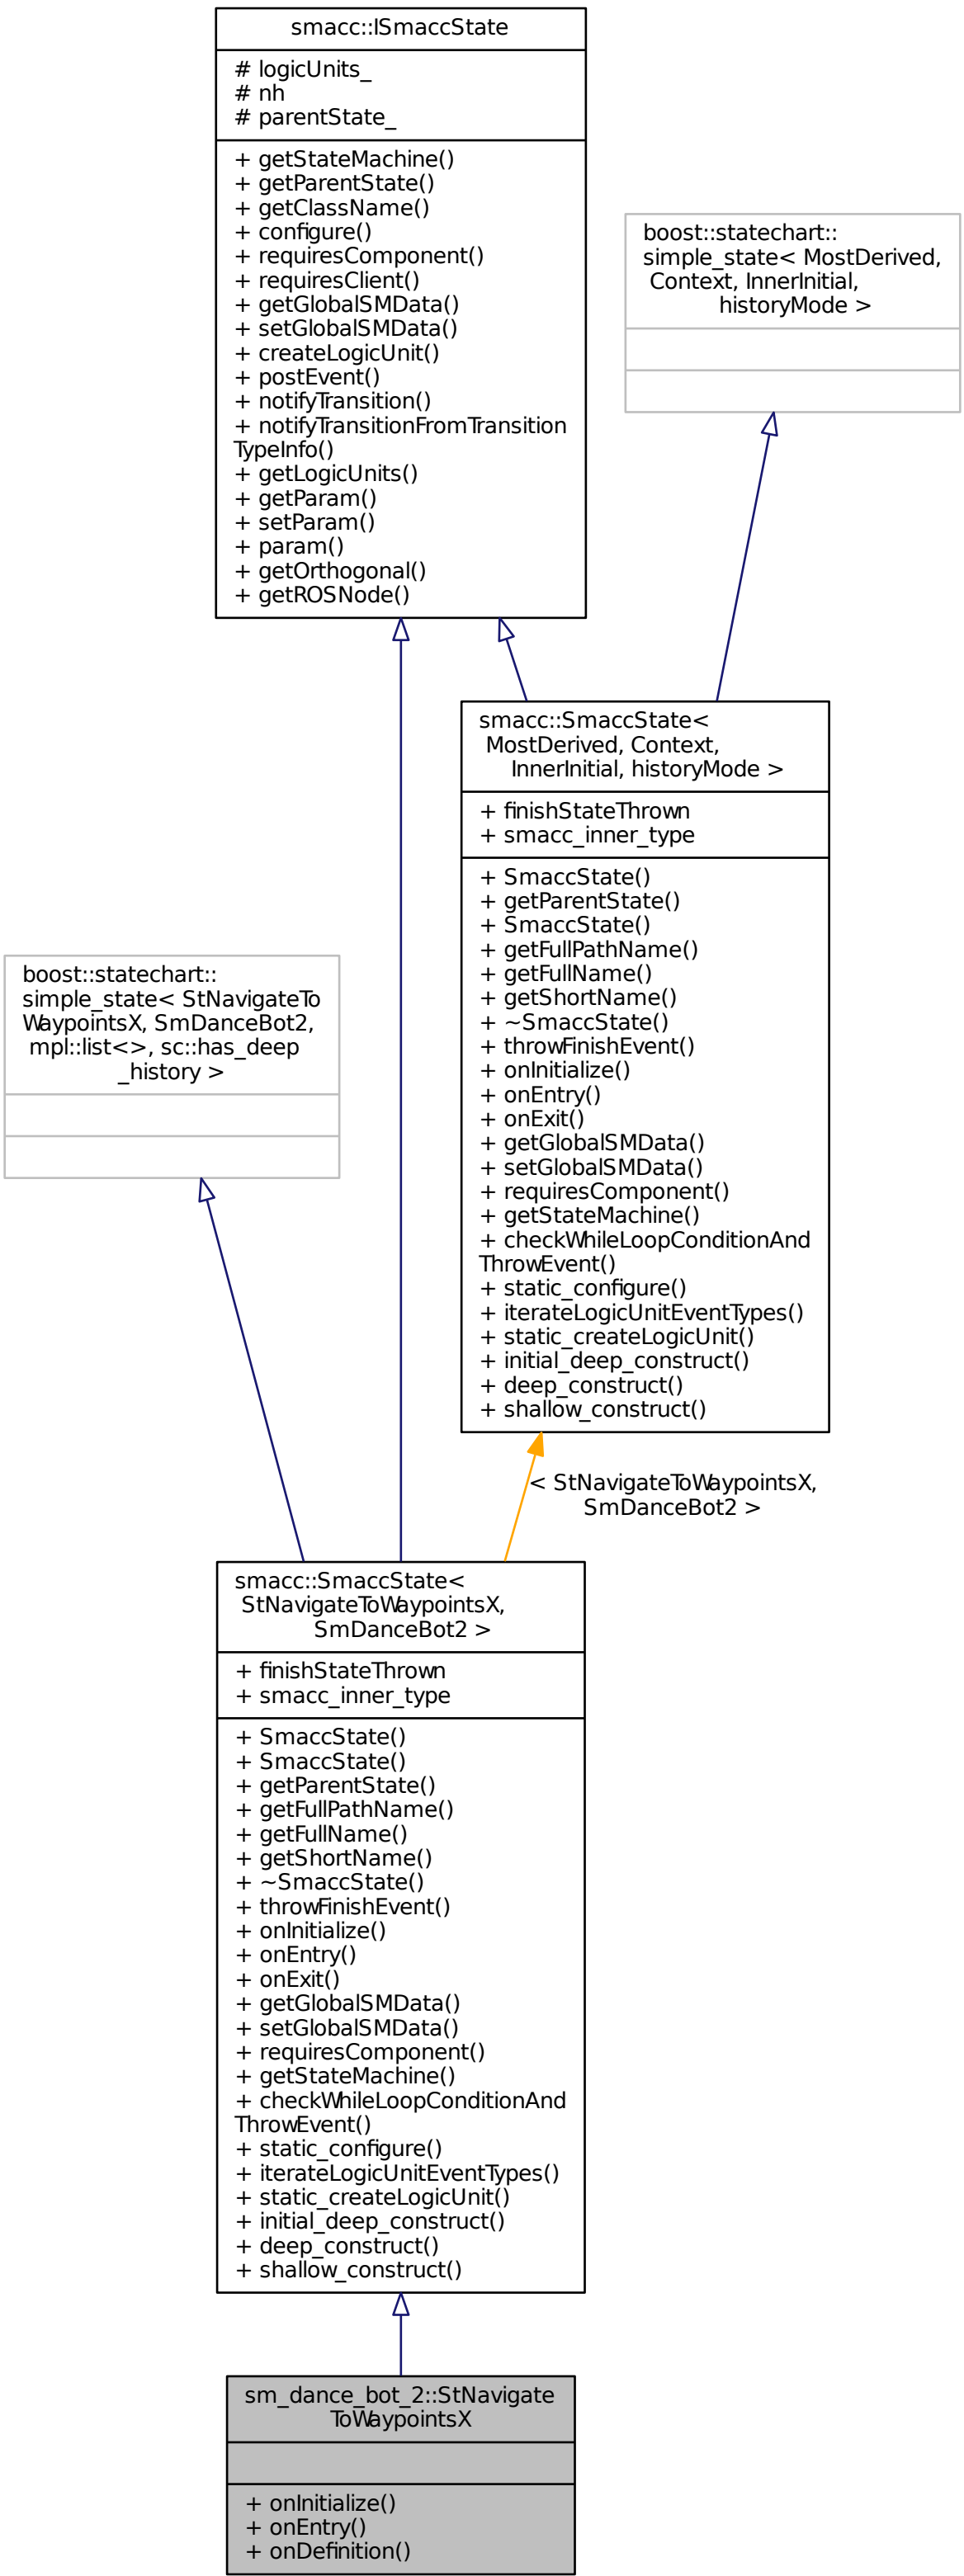 smacc::ISmaccState
# logicUnits_
# nh
# parentState_
+ getStateMachine()
+ getParentState()
+ getClassName()
+ configure()
+ requiresComponent()
+ requiresClient()
+ getGlobalSMData()
+ setGlobalSMData()
+ createLogicUnit()
+ postEvent()
+ notifyTransition()
+ notifyTransitionFromTransition
TypeInfo()
+ getLogicUnits()
+ getParam()
+ setParam()
+ param()
+ getOrthogonal()
+ getROSNode()
boost::statechart::
simple_state< MostDerived,
Context, InnerInitial,
historyMode >
smacc::SmaccState<
MostDerived, Context,
InnerInitial, historyMode >
+ finishStateThrown
+ smacc_inner_type
+ SmaccState()
+ getParentState()
+ SmaccState()
+ getFullPathName()
+ getFullName()
+ getShortName()
+ ~SmaccState()
+ throwFinishEvent()
+ onInitialize()
+ onEntry()
+ onExit()
+ getGlobalSMData()
+ setGlobalSMData()
+ requiresComponent()
+ getStateMachine()
+ checkWhileLoopConditionAnd
ThrowEvent()
+ static_configure()
+ iterateLogicUnitEventTypes()
+ static_createLogicUnit()
+ initial_deep_construct()
+ deep_construct()
+ shallow_construct()
boost::statechart::
simple_state< StNavigateTo
WaypointsX, SmDanceBot2,
mpl::list<>, sc::has_deep
_history >
< StNavigateToWaypointsX,
SmDanceBot2 >
smacc::SmaccState<
StNavigateToWaypointsX,
SmDanceBot2 >
+ finishStateThrown
+ smacc_inner_type
+ SmaccState()
+ SmaccState()
+ getParentState()
+ getFullPathName()
+ getFullName()
+ getShortName()
+ ~SmaccState()
+ throwFinishEvent()
+ onInitialize()
+ onEntry()
+ onExit()
+ getGlobalSMData()
+ setGlobalSMData()
+ requiresComponent()
+ getStateMachine()
+ checkWhileLoopConditionAnd
ThrowEvent()
+ static_configure()
+ iterateLogicUnitEventTypes()
+ static_createLogicUnit()
+ initial_deep_construct()
+ deep_construct()
+ shallow_construct()
sm_dance_bot_2::StNavigate
ToWaypointsX
+ onInitialize()
+ onEntry()
+ onDefinition()